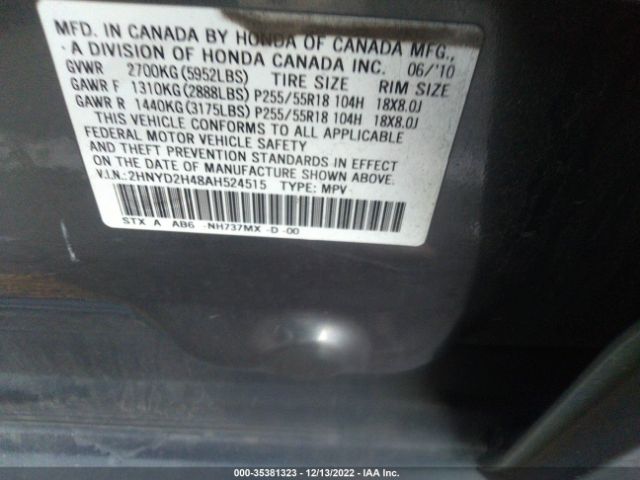 MFD. IN CANADA BY HONDA OF CANADA MFG.,
A DIVISION OF HONDA CANADA INC. 06/'10
GVWR 2700KG(5952LBS) TIRE SIZE RIM SIZE
GAWR F 1310KG(2888LBS) P255/55R18 104H 18X8.0J
GAWR R 1440KG(3175LBS) P255/55R18 104H 18X8.0J
THIS VEHICLE CONFORMS TO ALL APPLICABLE
FEDERAL MOTOR VEHICLE SAFETY
AND THEFT PREVENTION STANDARDS IN EFFECT
ON THE DATE OF MANUFACTURE SHOWN ABOVE.
V.I.N.:2HNYD2H48AH524515 TYPE: MPV
STX A AB6 NH737MX -D -00
000-35381323 - 12/13/2022 - IAA Inc.